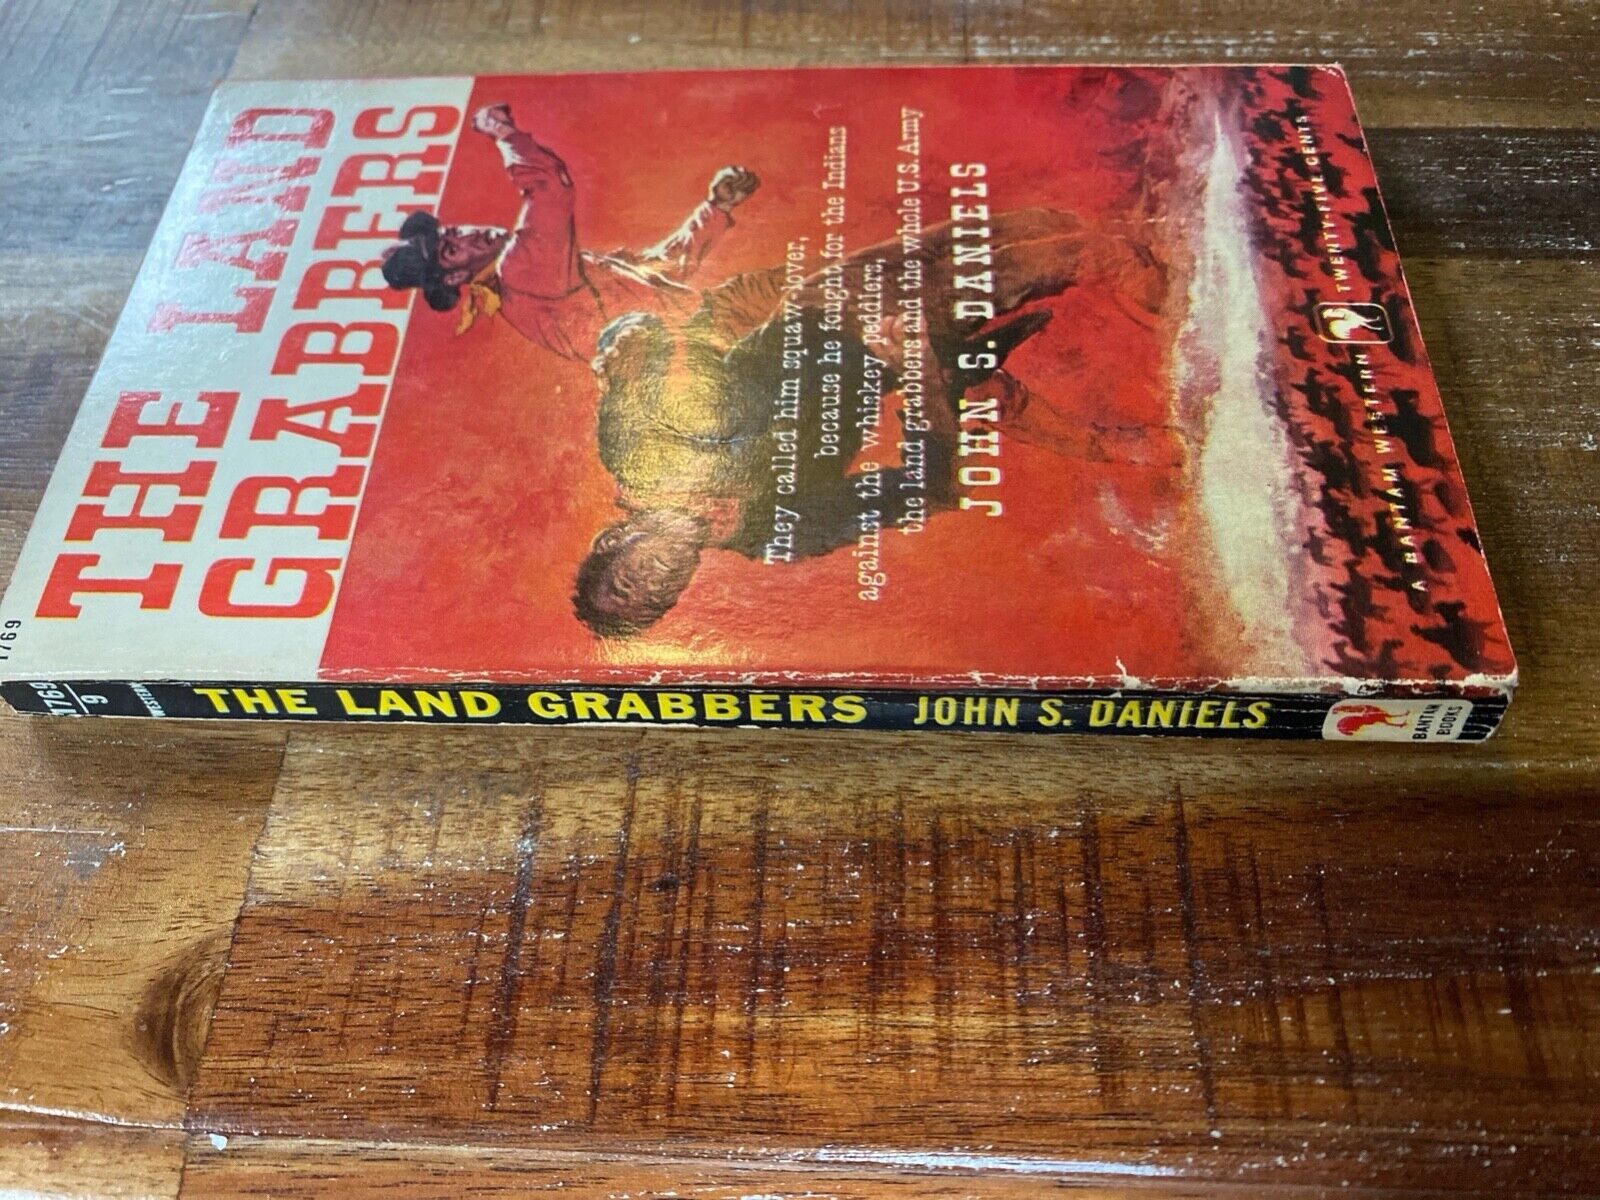 1769
THE LAND
GRABBERS
They called him squaw-lover,
because he fought for the Indians
against the whiskey peddlers,
the land grabbers and the whole U.S. Army
JOHN S. DANIELS
A BANTAM WESTERN TWENTY-FIVE CENTS
1769
9
WESTERN
THE LAND GRABBERS JOHN S. DANIELS
BANTAM
BOOKS